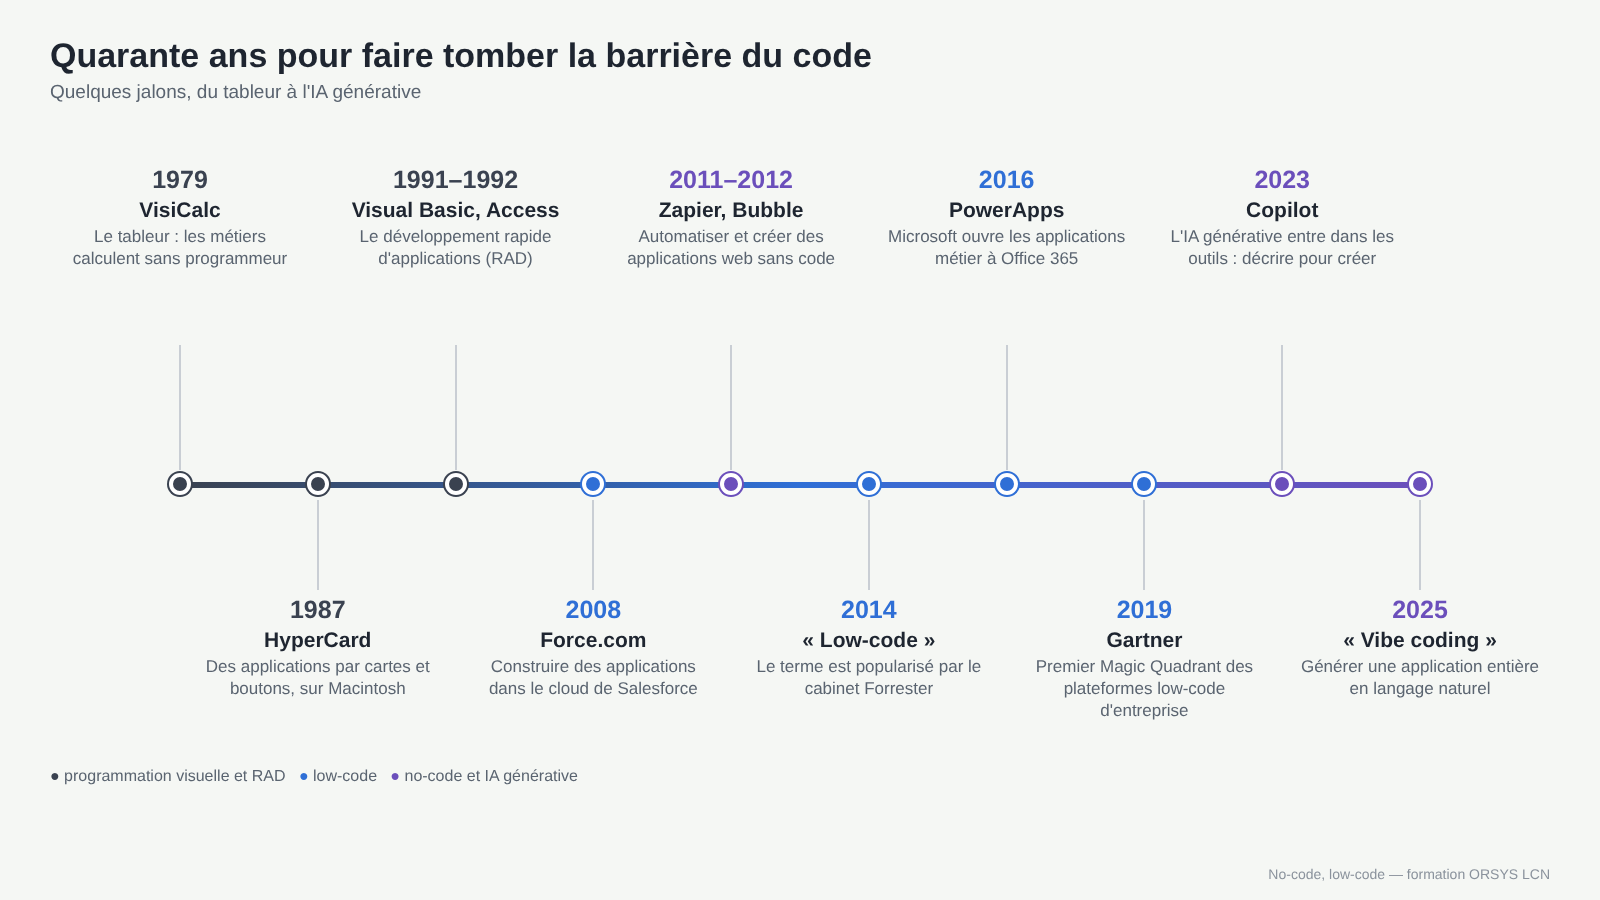 Quarante ans pour faire tomber la barrière du code
Quelques jalons, du tableur à l'IA générative
1979
VisiCalc
Le tableur : les métiers
calculent sans programmeur
1991–1992
Visual Basic, Access
Le développement rapide
d'applications (RAD)
2011–2012
Zapier, Bubble
Automatiser et créer des
applications web sans code
2016
PowerApps
Microsoft ouvre les applications
métier à Office 365
2023
Copilot
L'IA générative entre dans les
outils : décrire pour créer
1987
HyperCard
Des applications par cartes et
boutons, sur Macintosh
2008
Force.com
Construire des applications
dans le cloud de Salesforce
2014
« Low-code »
Le terme est popularisé par le
cabinet Forrester
2019
Gartner
Premier Magic Quadrant des
plateformes low-code
d'entreprise
2025
« Vibe coding »
Générer une application entière
en langage naturel
● programmation visuelle et RAD ● low-code ● no-code et IA générative
No-code, low-code — formation ORSYS LCN